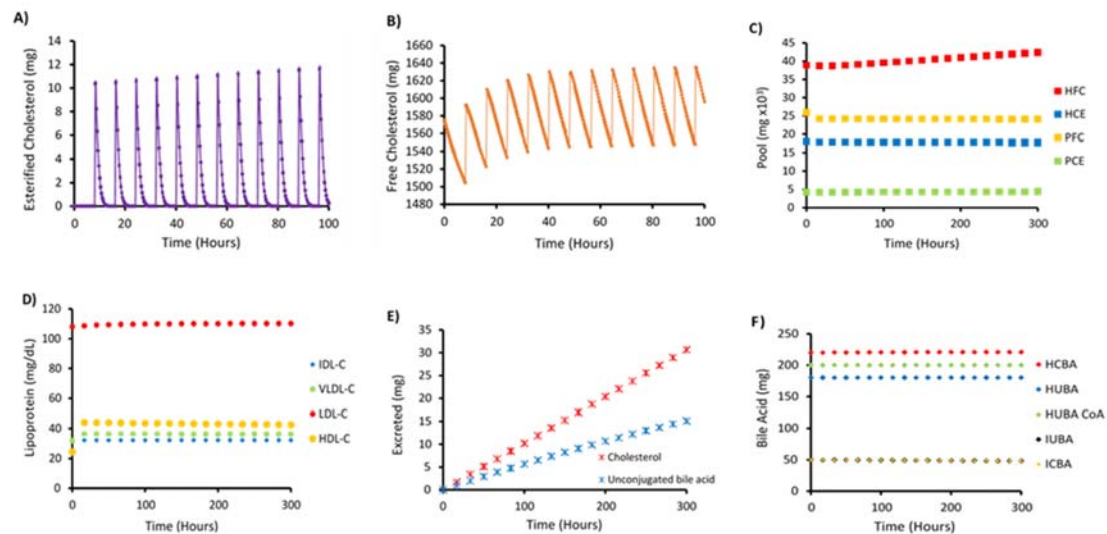 A)
Esterified Cholesterol (mg)
14
12
10
8
6
4
2
0
0 20 40 60 80 100
Time (Hours)
B)
Free Cholesterol (mg)
1660
1640
1620
1600
1580
1560
1540
1520
1500
1480
0 20 40 60 80 100
Time (Hours)
C)
Pool (mg x10³)
45
40
35
30
25
20
15
10
5
0
0 100 200 300
Time (Hours)
HFC
HCE
PFC
PCE
D)
Lipoprotein (mg/dL)
120
100
80
60
40
20
0
0 100 200 300
Time (Hours)
IDL-C
VLDL-C
LDL-C
HDL-C
E)
Excreted (mg)
35
30
25
20
15
10
5
0
0 100 200 300
Time (Hours)
Cholesterol
Unconjugated bile acid
F)
Bile Acid (mg)
250
200
150
100
50
0
0 100 200 300
Time (Hours)
HCBA
HUBA
HUBA CoA
IUBA
ICBA